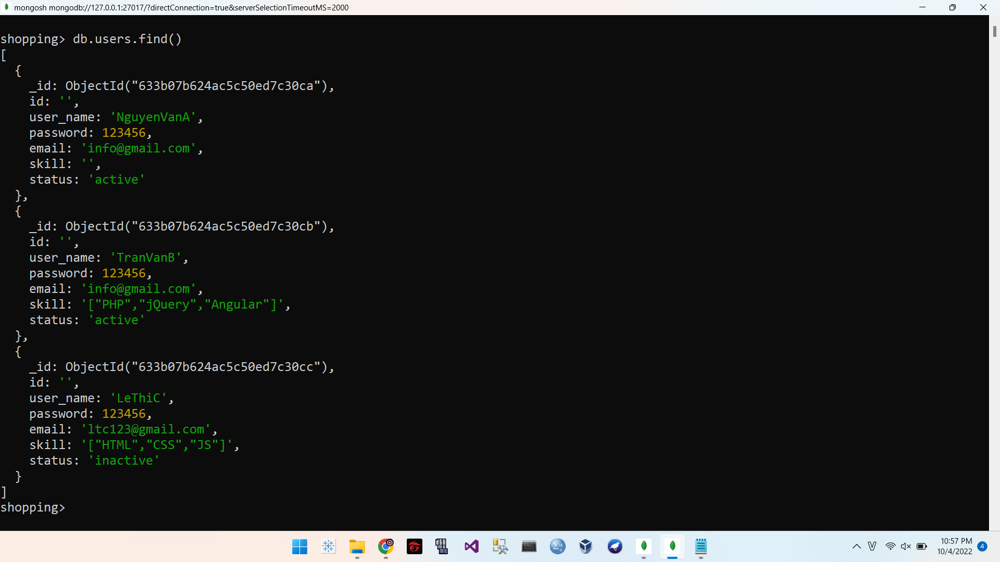 mongosh mongodb://127.0.0.1:27017/?directConnection=true&serverSelectionTimeoutMS=2000
shopping> db.users.find()
[
  {
    _id: ObjectId("633b07b624ac5c50ed7c30ca"),
    id: '',
    user_name: 'NguyenVanA',
    password: 123456,
    email: 'info@gmail.com',
    skill: '',
    status: 'active'
  },
  {
    _id: ObjectId("633b07b624ac5c50ed7c30cb"),
    id: '',
    user_name: 'TranVanB',
    password: 123456,
    email: 'info@gmail.com',
    skill: '["PHP","jQuery","Angular"]',
    status: 'active'
  },
  {
    _id: ObjectId("633b07b624ac5c50ed7c30cc"),
    id: '',
    user_name: 'LeThiC',
    password: 123456,
    email: 'ltc123@gmail.com',
    skill: '["HTML","CSS","JS"]',
    status: 'inactive'
  }
]
shopping>
10:57 PM
10/4/2022
4